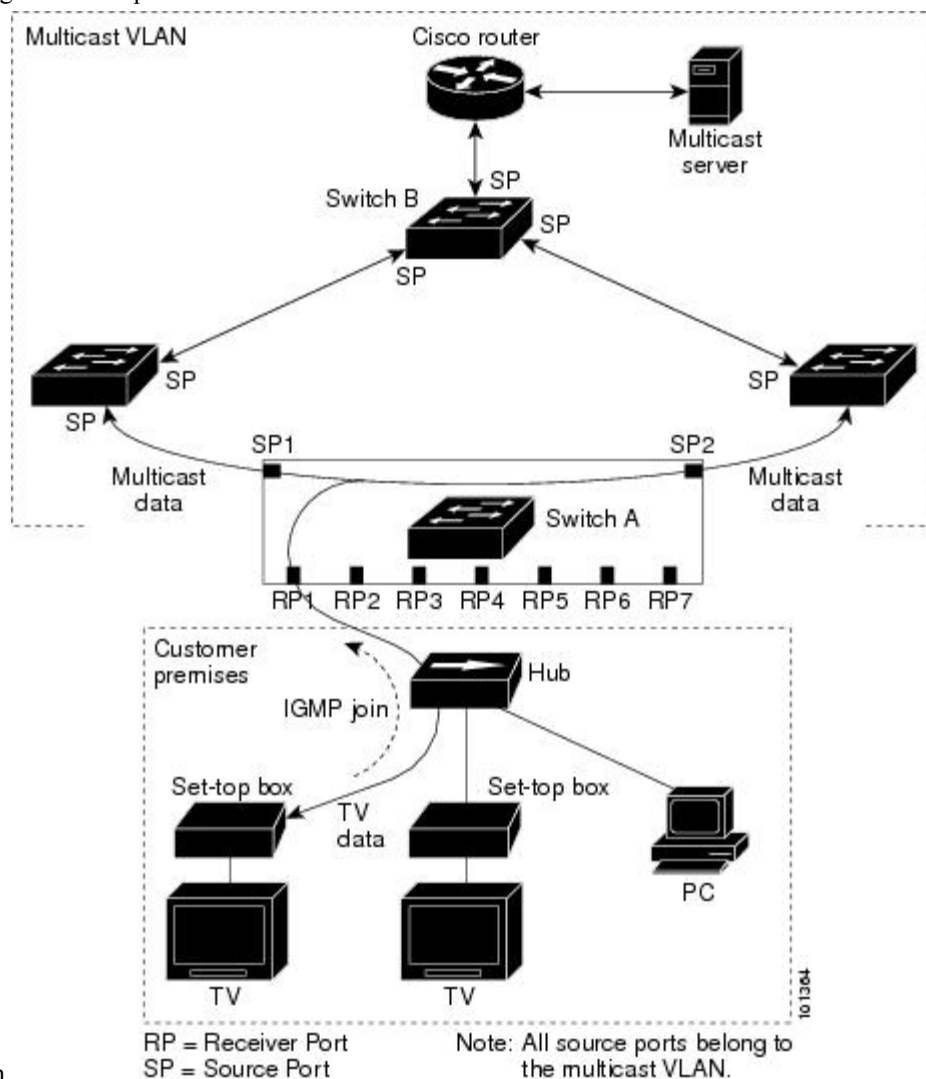 Multicast VLAN
Cisco router
Multicast
server
SP
Switch B
SP
SP
SP
SP
SP
SP1
SP2
Multicast
data
Multicast
data
Switch A
RP1 RP2 RP3 RP4 RP5 RP6 RP7
Customer
premises
Hub
IGMP join
Set-top box
Set-top box
TV
data
PC
TV
TV
101364
RP = Receiver Port
SP = Source Port
Note: All source ports belong to
the multicast VLAN.